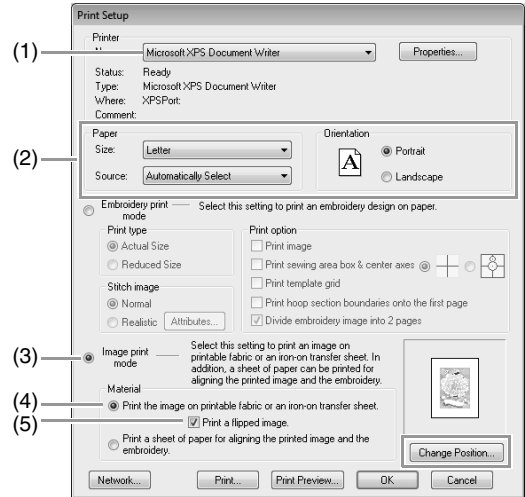 Print Setup
Printer
(1)
Microsoft XPS Document Writer
Properties...
Status: Ready
Type: Microsoft XPS Document Writer
Where: XPSPort:
Comment:
(2)
Paper
Size: Letter
Source: Automatically Select
Orientation
A
Portrait
Landscape
Embroidery print mode
Select this setting to print an embroidery design on paper.
Print type
Actual Size
Reduced Size
Stitch image
Normal
Realistic Attributes...
Print option
Print image
Print sewing area box & center axes
Print template grid
Print hoop section boundaries onto the first page
Divide embroidery image into 2 pages
(3)
Image print
mode
Select this setting to print an image on
printable fabric or an iron-on transfer sheet. In
addition, a sheet of paper can be printed for
aligning the printed image and the embroidery.
Material
(4)
Print the image on printable fabric or an iron-on transfer sheet.
(5)
Print a flipped image.
Print a sheet of paper for aligning the printed image and the
embroidery.
Change Position...
Network... Print... Print Preview... OK Cancel